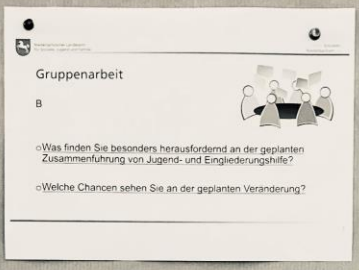 Gruppenarbeit
B
○Was finden Sie besonders herausfordernd an der geplanten
Zusammenführung von Jugend- und Eingliederungshilfe?
○Welche Chancen sehen Sie an der geplanten Veränderung?